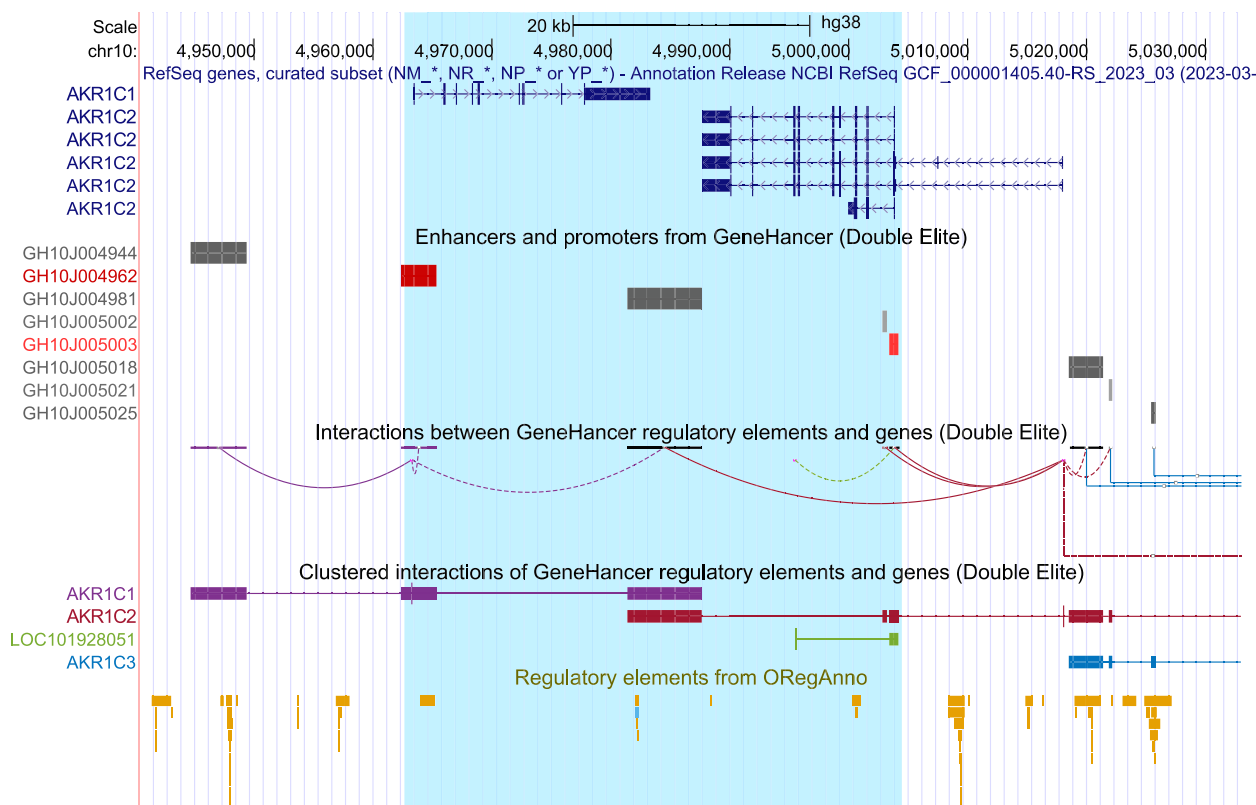 Scale 20 kb hg38
chr10: 4,950,000 4,960,000 4,970,000 4,980,000 4,990,000 5,000,000 5,010,000 5,020,000 5,030,000
RefSeq genes, curated subset (NM_*, NR_*, NP_* or YP_*) - Annotation Release NCBI RefSeq GCF_000001405.40-RS_2023_03 (2023-03-
AKR1C1
AKR1C2
AKR1C2
AKR1C2
AKR1C2
AKR1C2
Enhancers and promoters from GeneHancer (Double Elite)
GH10J004944
GH10J004962
GH10J004981
GH10J005002
GH10J005003
GH10J005018
GH10J005021
GH10J005025
Interactions between GeneHancer regulatory elements and genes (Double Elite)
Clustered interactions of GeneHancer regulatory elements and genes (Double Elite)
AKR1C1
AKR1C2
LOC101928051
AKR1C3
Regulatory elements from ORegAnno